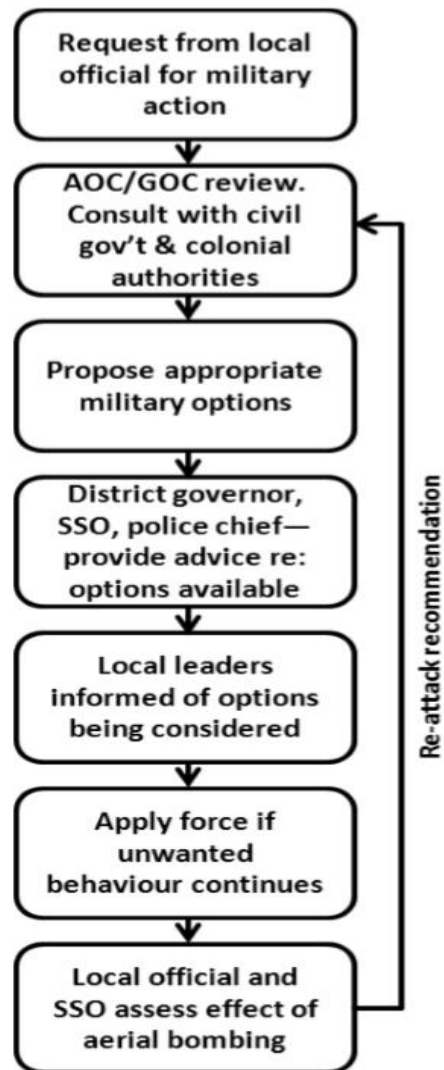 Request from local
official for military
action
AOC/GOC review.
Consult with civil
gov't & colonial
authorities
Propose appropriate
military options
District governor,
SSO, police chief—
provide advice re:
options available
Local leaders
informed of options
being considered
Apply force if
unwanted
behaviour continues
Local official and
SSO assess effect of
aerial bombing
Re-attack recommendation